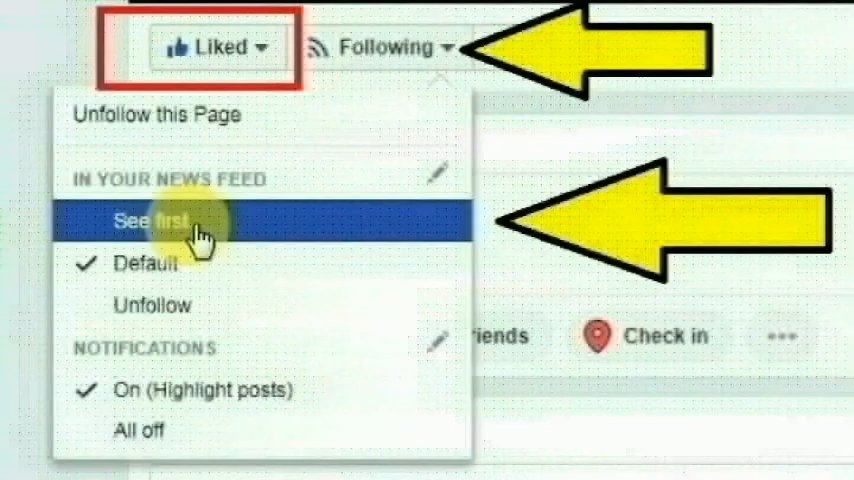 Liked Following
Unfollow this Page
IN YOUR NEWS FEED
See first
Default
Unfollow
NOTIFICATIONS
riends Check in
On (Highlight posts)
All off